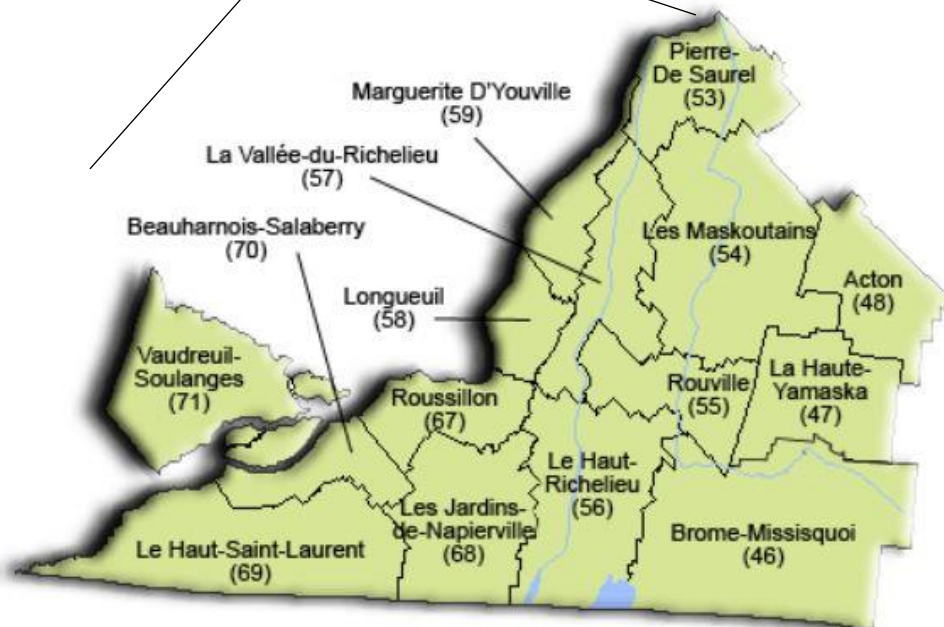 Pierre-
De Saurel
(53)
Marguerite D'Youville
(59)
La Vallée-du-Richelieu
(57)
Beauharnois-Salaberry
(70)
Les Maskoutains
(54)
Acton
(48)
Longueuil
(58)
Vaudreuil-
Soulanges
(71)
Roussillon
(67)
Rouville
(55)
La Haute-
Yamaska
(47)
Le Haut-
Richelieu
(56)
Les Jardins-
de-Napierville
(68)
Brome-Missisquoi
(46)
Le Haut-Saint-Laurent
(69)